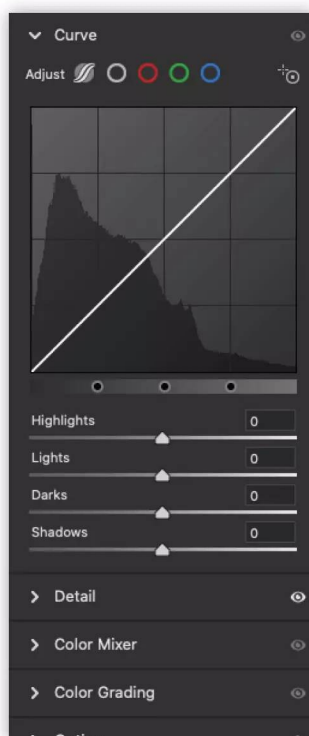 Curve
Adjust
Highlights 0
Lights 0
Darks 0
Shadows 0
Detail
Color Mixer
Color Grading